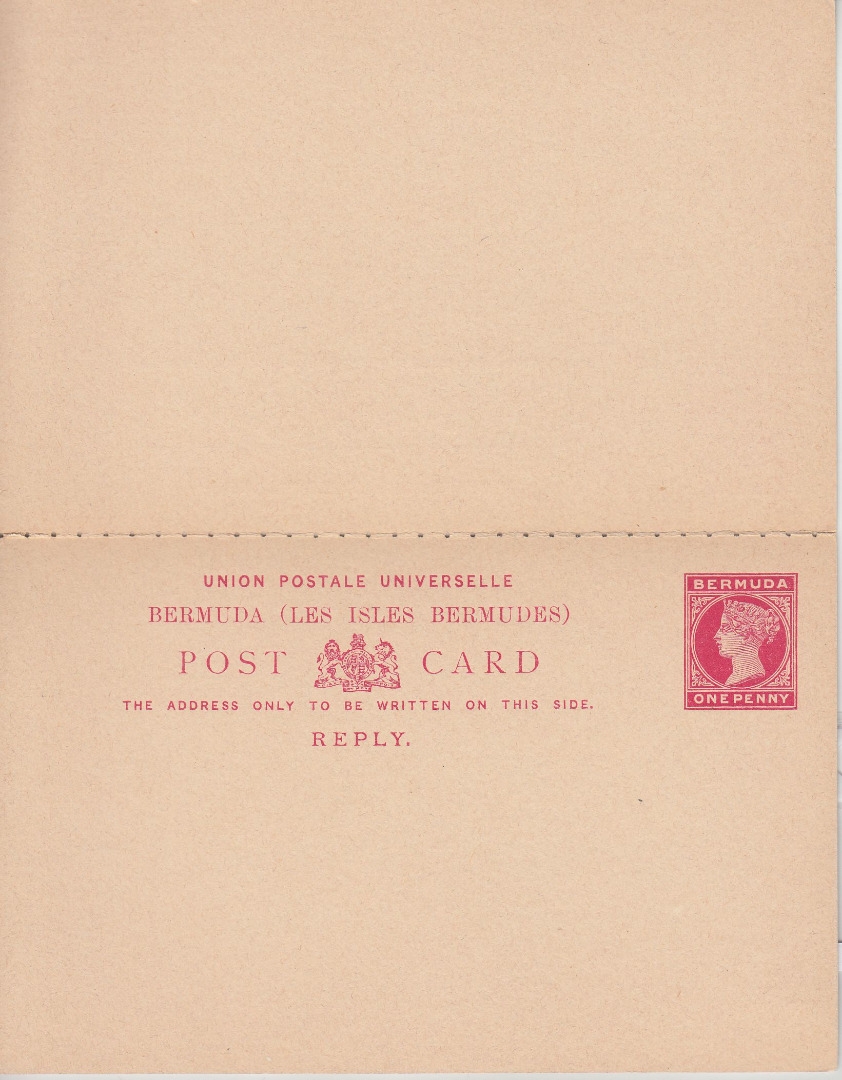 UNION POSTALE UNIVERSELLE
BERMUDA (LES ISLES BERMUDES)
POST CARD
THE ADDRESS ONLY TO BE WRITTEN ON THIS SIDE.
REPLY.
BERMUDA
ONE PENNY